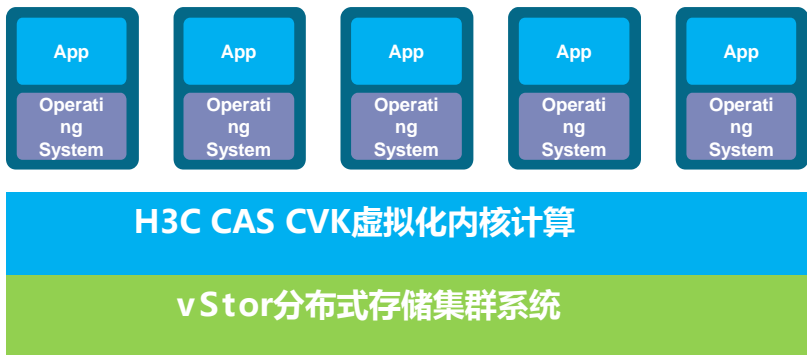 App App App App App
Operati Operati Operati Operati Operati
ng ng ng ng ng
System System System System System
H3C CAS CVK虚拟化内核计算
vStor分布式存储集群系统